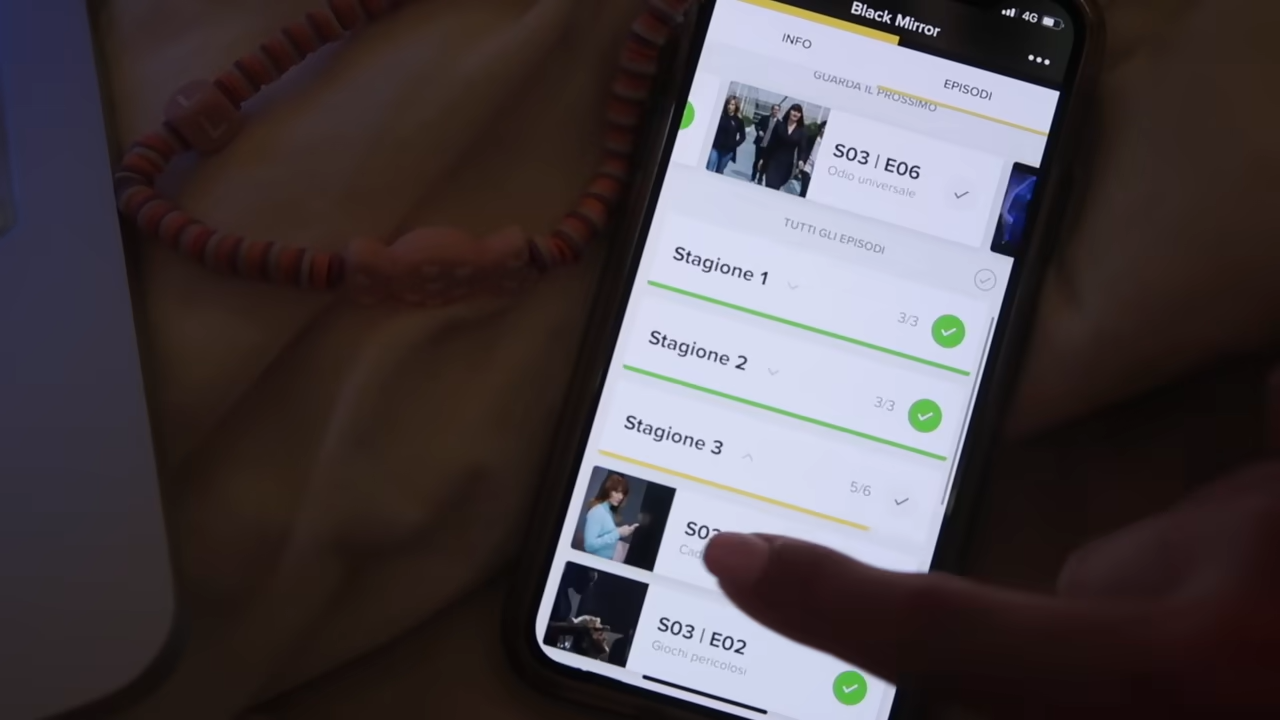 4G
Black Mirror
INFO
EPISODI
GUARDA IL PROSSIMO
S03 | E06
Odio universale
TUTTI GLI EPISODI
Stagione 1
3/3
Stagione 2
3/3
Stagione 3
5/6
S03 | E02
Giochi pericolosi
L